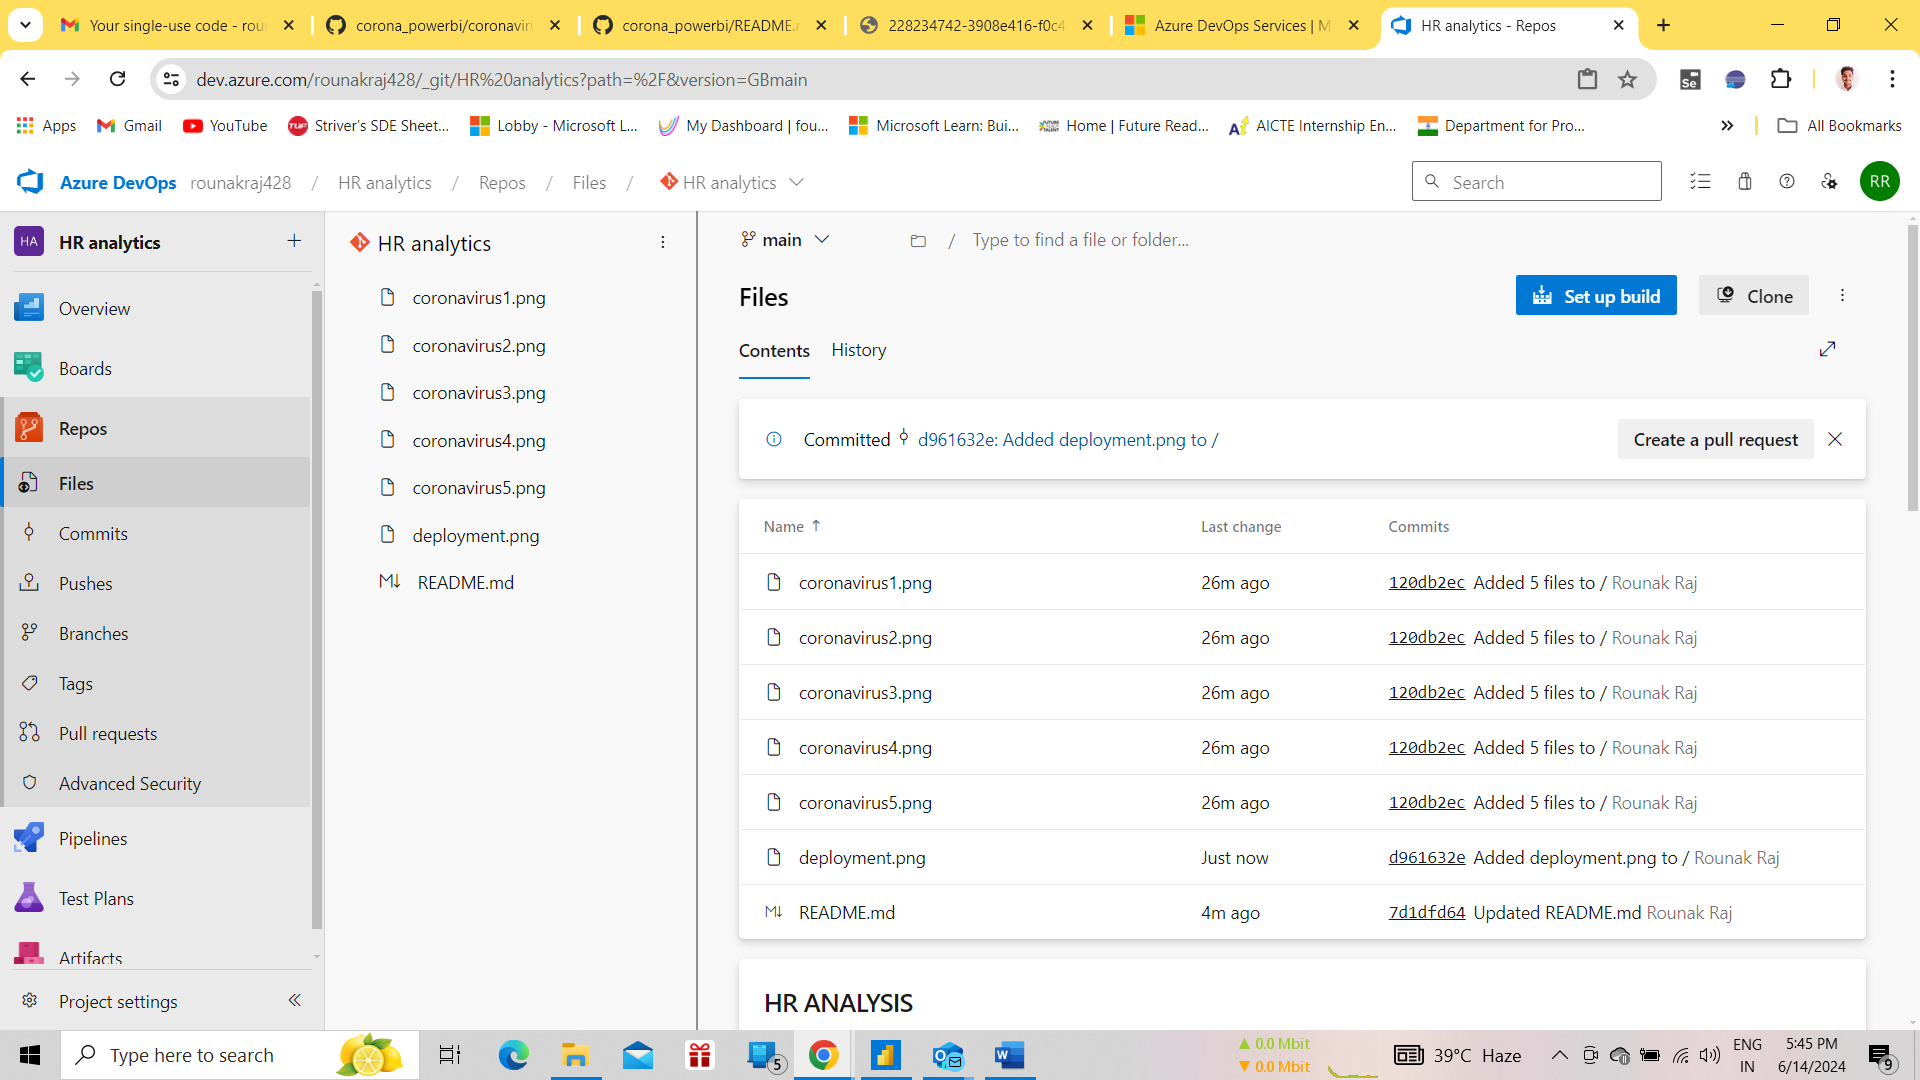 Your single-use code - rou
corona_powerbi/coronaviru
corona_powerbi/README.
228234742-3908e416-f0c4
Azure DevOps Services | M
HR analytics - Repos
dev.azure.com/rounakraj428/_git/HR%20analytics?path=%2F&version=GBmain
Apps
Gmail
YouTube
Striver's SDE Sheet...
Lobby - Microsoft L...
My Dashboard | fou...
Microsoft Learn: Bui...
Home | Future Read...
AICTE Internship En...
Department for Pro...
All Bookmarks
Azure DevOps rounakraj428 / HR analytics / Repos / Files / HR analytics
Search
RR
HA HR analytics
Overview
Boards
Repos
Files
Commits
Pushes
Branches
Tags
Pull requests
Advanced Security
Pipelines
Test Plans
Artifacts
Project settings
HR analytics
coronavirus1.png
coronavirus2.png
coronavirus3.png
coronavirus4.png
coronavirus5.png
deployment.png
README.md
main / Type to find a file or folder...
Files
Set up build
Clone
Contents History
Committed d961632e: Added deployment.png to /
Create a pull request
Name Last change Commits
coronavirus1.png 26m ago 120db2ec Added 5 files to / Rounak Raj
coronavirus2.png 26m ago 120db2ec Added 5 files to / Rounak Raj
coronavirus3.png 26m ago 120db2ec Added 5 files to / Rounak Raj
coronavirus4.png 26m ago 120db2ec Added 5 files to / Rounak Raj
coronavirus5.png 26m ago 120db2ec Added 5 files to / Rounak Raj
deployment.png Just now d961632e Added deployment.png to / Rounak Raj
README.md 4m ago 7d1dfd64 Updated README.md Rounak Raj
HR ANALYSIS
Type here to search
5
0.0 Mbit
0.0 Mbit
39°C Haze
ENG
IN
5:45 PM
6/14/2024
9